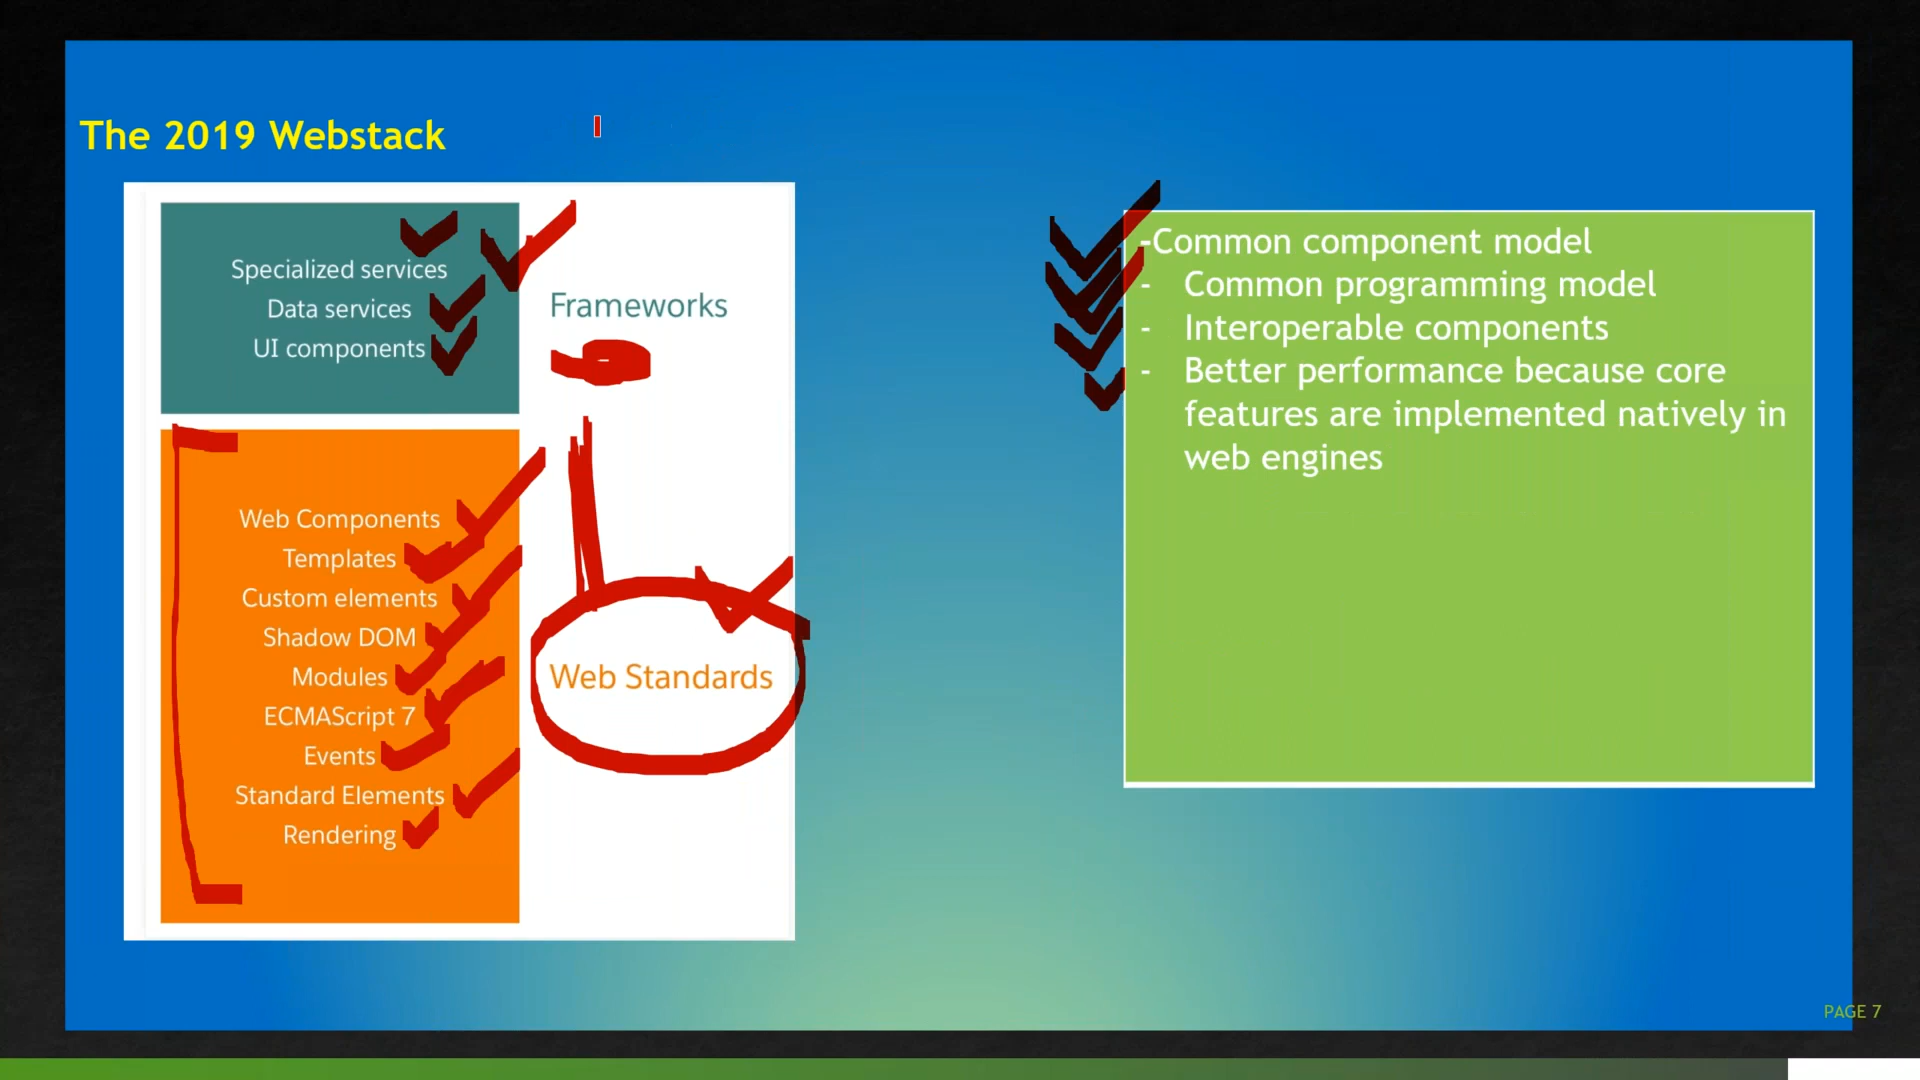 The 2019 Webstack
Specialized services
Data services
UI components
Frameworks
Web Components
Templates
Custom elements
Shadow DOM
Modules
ECMAScript 7
Events
Standard Elements
Rendering
Web Standards
-Common component model
- Common programming model
- Interoperable components
- Better performance because core
features are implemented natively in
web engines
PAGE 7